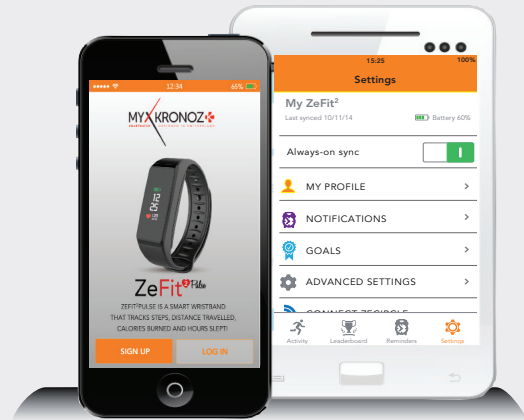 12:34
65%
MYKRONOZ
ZeFit² Pulse
ZEFIT²PULSE IS A SMART WRISTBAND
THAT TRACKS STEPS, DISTANCE TRAVELLED,
CALORIES BURNED AND HOURS SLEPT!
SIGN UP
LOG IN
15:25
100%
Settings
My ZeFit²
Last synced 10/11/14
Battery 60%
Always-on sync
MY PROFILE
NOTIFICATIONS
GOALS
ADVANCED SETTINGS
CONNECT ZECIRCLE
Activity
Leaderboard
Reminders
Settings